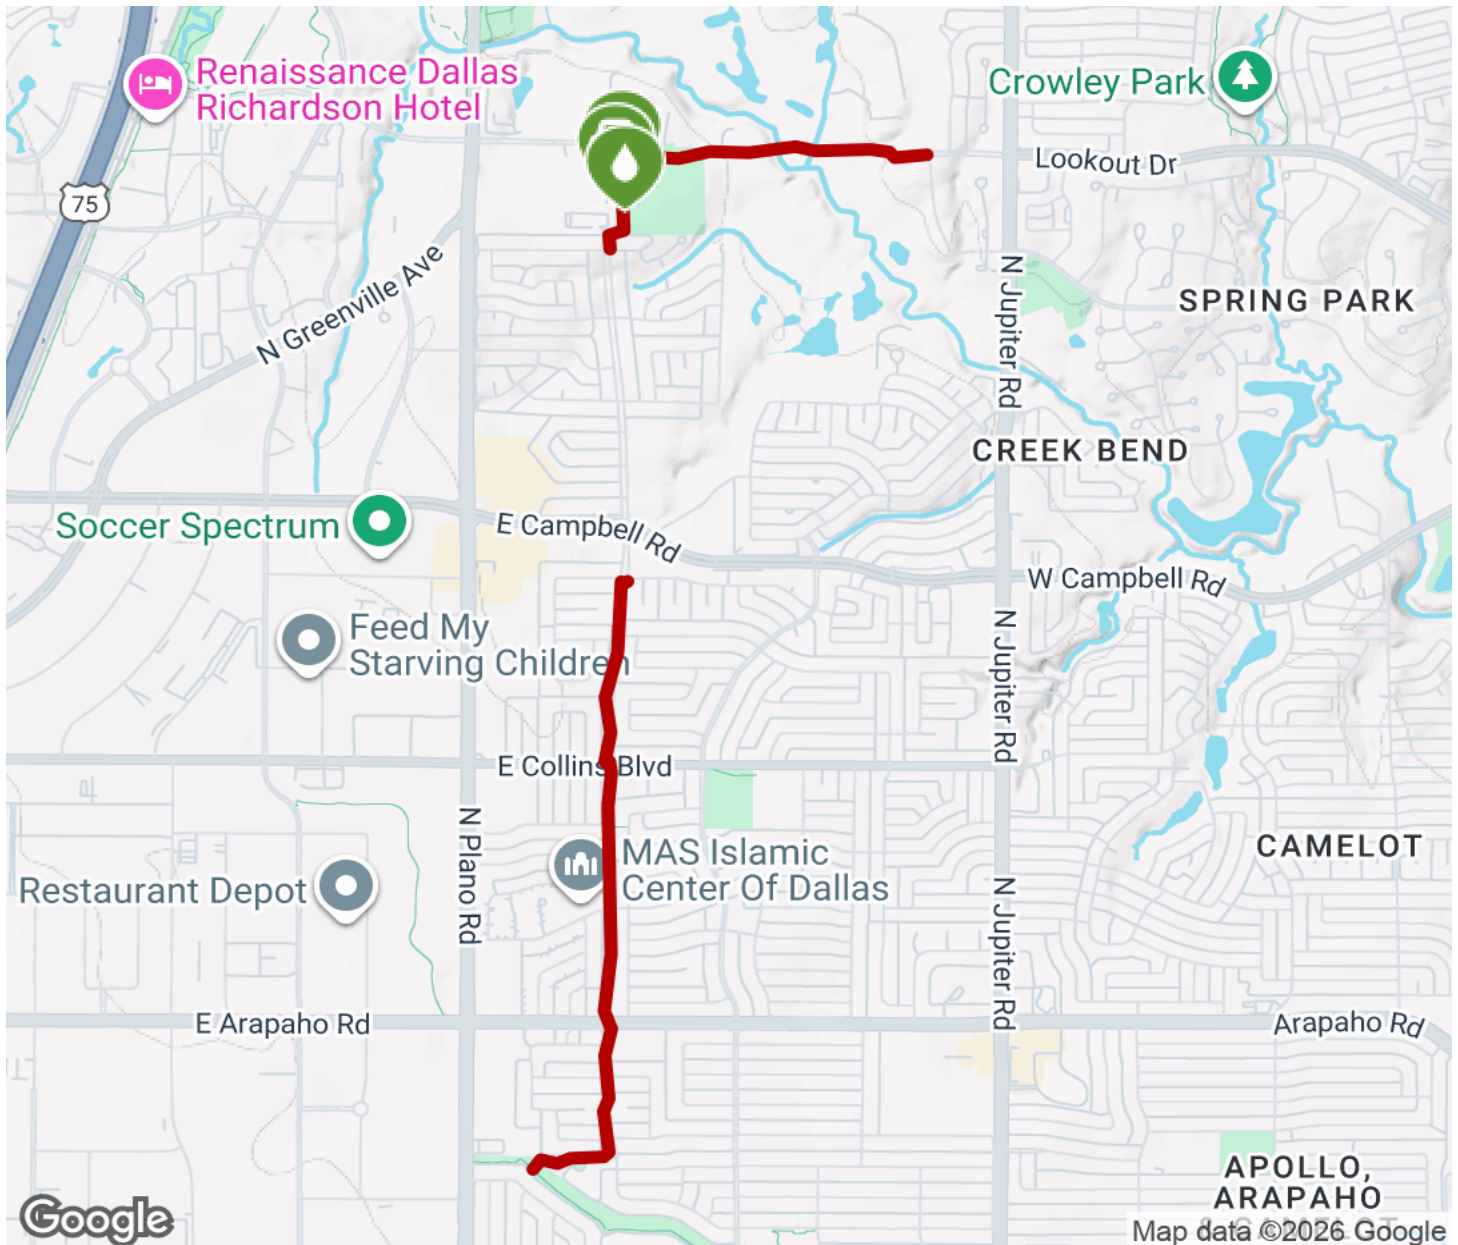 Renaissance Dallas
Richardson Hotel
Crowley Park
Lookout Dr
75
N Greenville Ave
N Jupiter Rd
SPRING PARK
CREEK BEND
Soccer Spectrum
E Campbell Rd
W Campbell Rd
Feed My
Starving Children
N Jupiter Rd
E Collins Blvd
N Plano Rd
MAS Islamic
Center Of Dallas
CAMELOT
Restaurant Depot
N Jupiter Rd
E Arapaho Rd
Arapaho Rd
APOLLO,
ARAPAHO
Google
Map data ©2026 Google